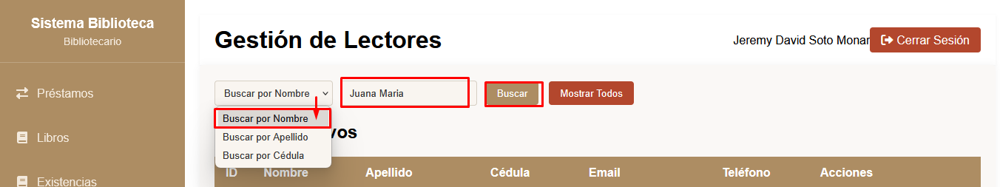 Sistema Biblioteca
Bibliotecario
Préstamos
Libros
Existencias
Gestión de Lectores
Jeremy David Soto Monar
Cerrar Sesión
Buscar por Nombre
Juana Maria
Buscar
Mostrar Todos
Buscar por Nombre
Buscar por Apellido
Buscar por Cédula
vos
ID Nombre Apellido Cédula Email Teléfono Acciones